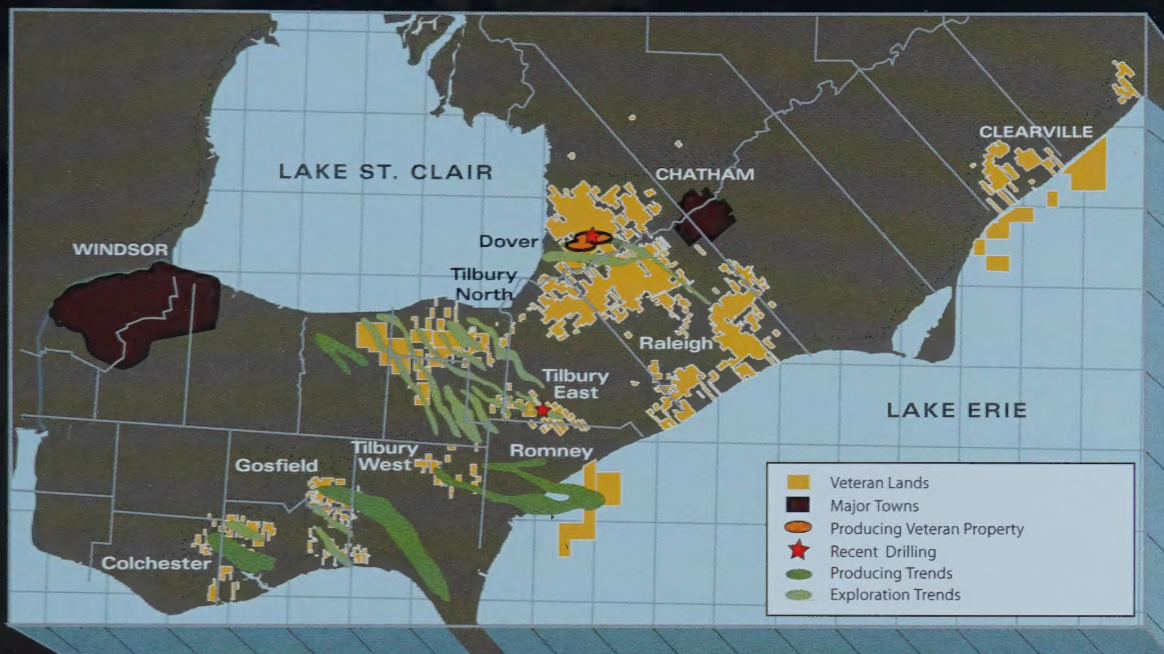 CLEARVILLE
LAKE ST. CLAIR
CHATHAM
Dover
WINDSOR
Tilbury
North
Raleigh
Tilbury
East
LAKE ERIE
Tilbury
West
Romney
Gosfield
Colchester
Veteran Lands
Major Towns
Producing Veteran Property
Recent Drilling
Producing Trends
Exploration Trends